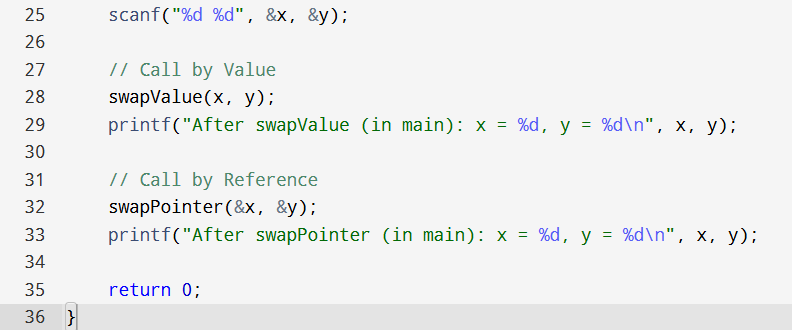 25 scanf("%d %d", &x, &y);
26
27 // Call by Value
28 swapValue(x, y);
29 printf("After swapValue (in main): x = %d, y = %d\n", x, y);
30
31 // Call by Reference
32 swapPointer(&x, &y);
33 printf("After swapPointer (in main): x = %d, y = %d\n", x, y);
34
35 return 0;
36 }